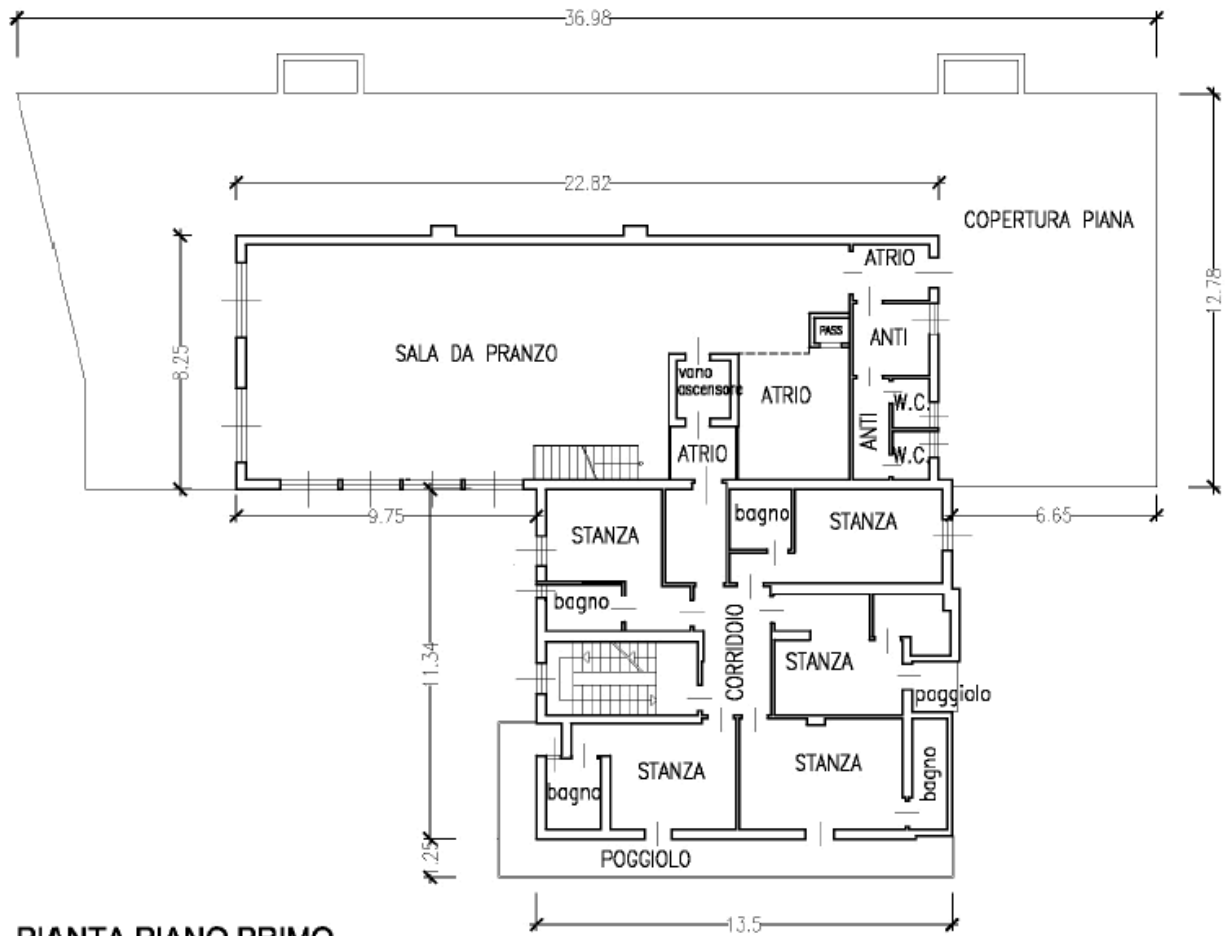 36.98
22.82
COPERTURA PIANA
12.78
ATRIO
8.25
PASS
ANTI
SALA DA PRANZO
vano
ascensore
ATRIO
W.C.
ANTI
ATRIO
W.C.
9.75
bagno
STANZA
6.65
STANZA
bagno
CORRIDOIO
11.34
STANZA
poggiolo
STANZA
STANZA
bagno
bagno
1.25
POGGIOLO
13.5
PIANTA PIANO PRIMO